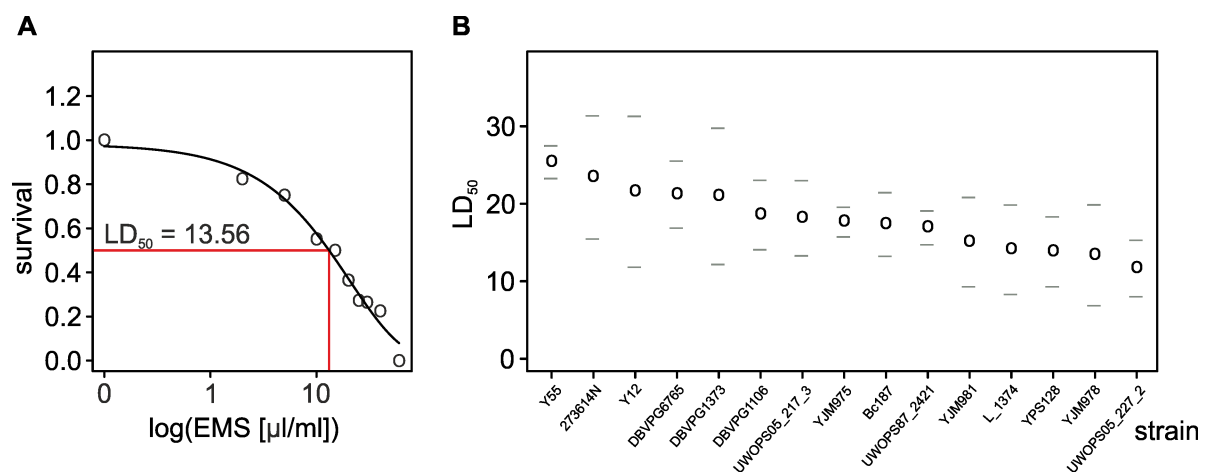 A
survival
1.2
1.0
0.8
0.6
0.4
0.2
0.0
LD50 = 13.56
0 1 10
log(EMS [µl/ml])
B
LD50
30
20
10
0
Y55
273614N
Y12
DBVPG6765
DBVPG1373
DBVPG1106
UWOPS05_217_3
YJM975
Bc187
UWOPS87_2421
YJM981
L_1374
YPS128
YJM978
UWOPS05_227_2
strain